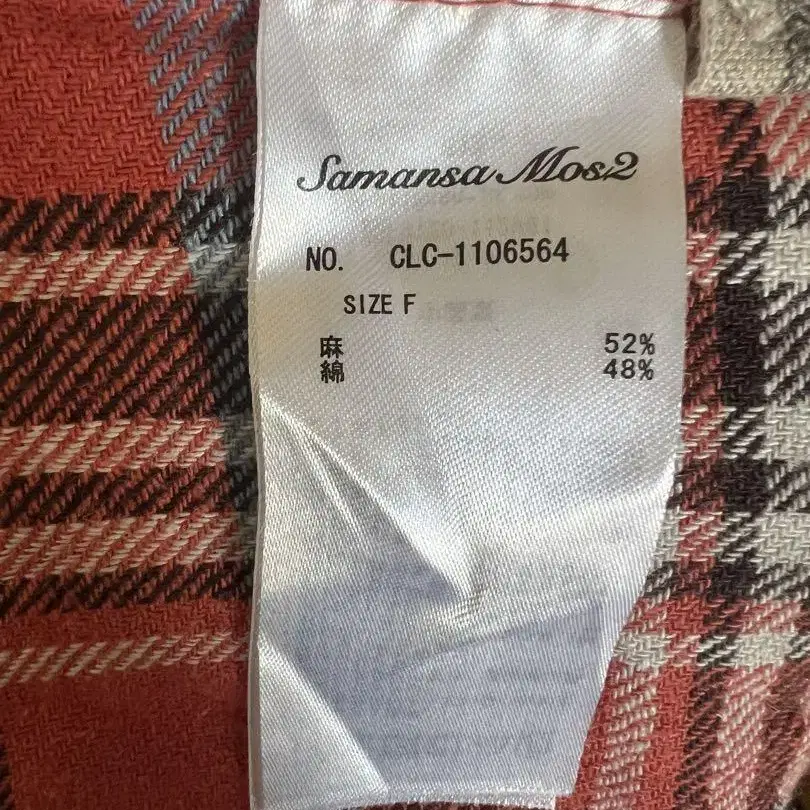 Samansa Mos2
NO. CLC-1106564
SIZE F
麻 52%
綿 48%